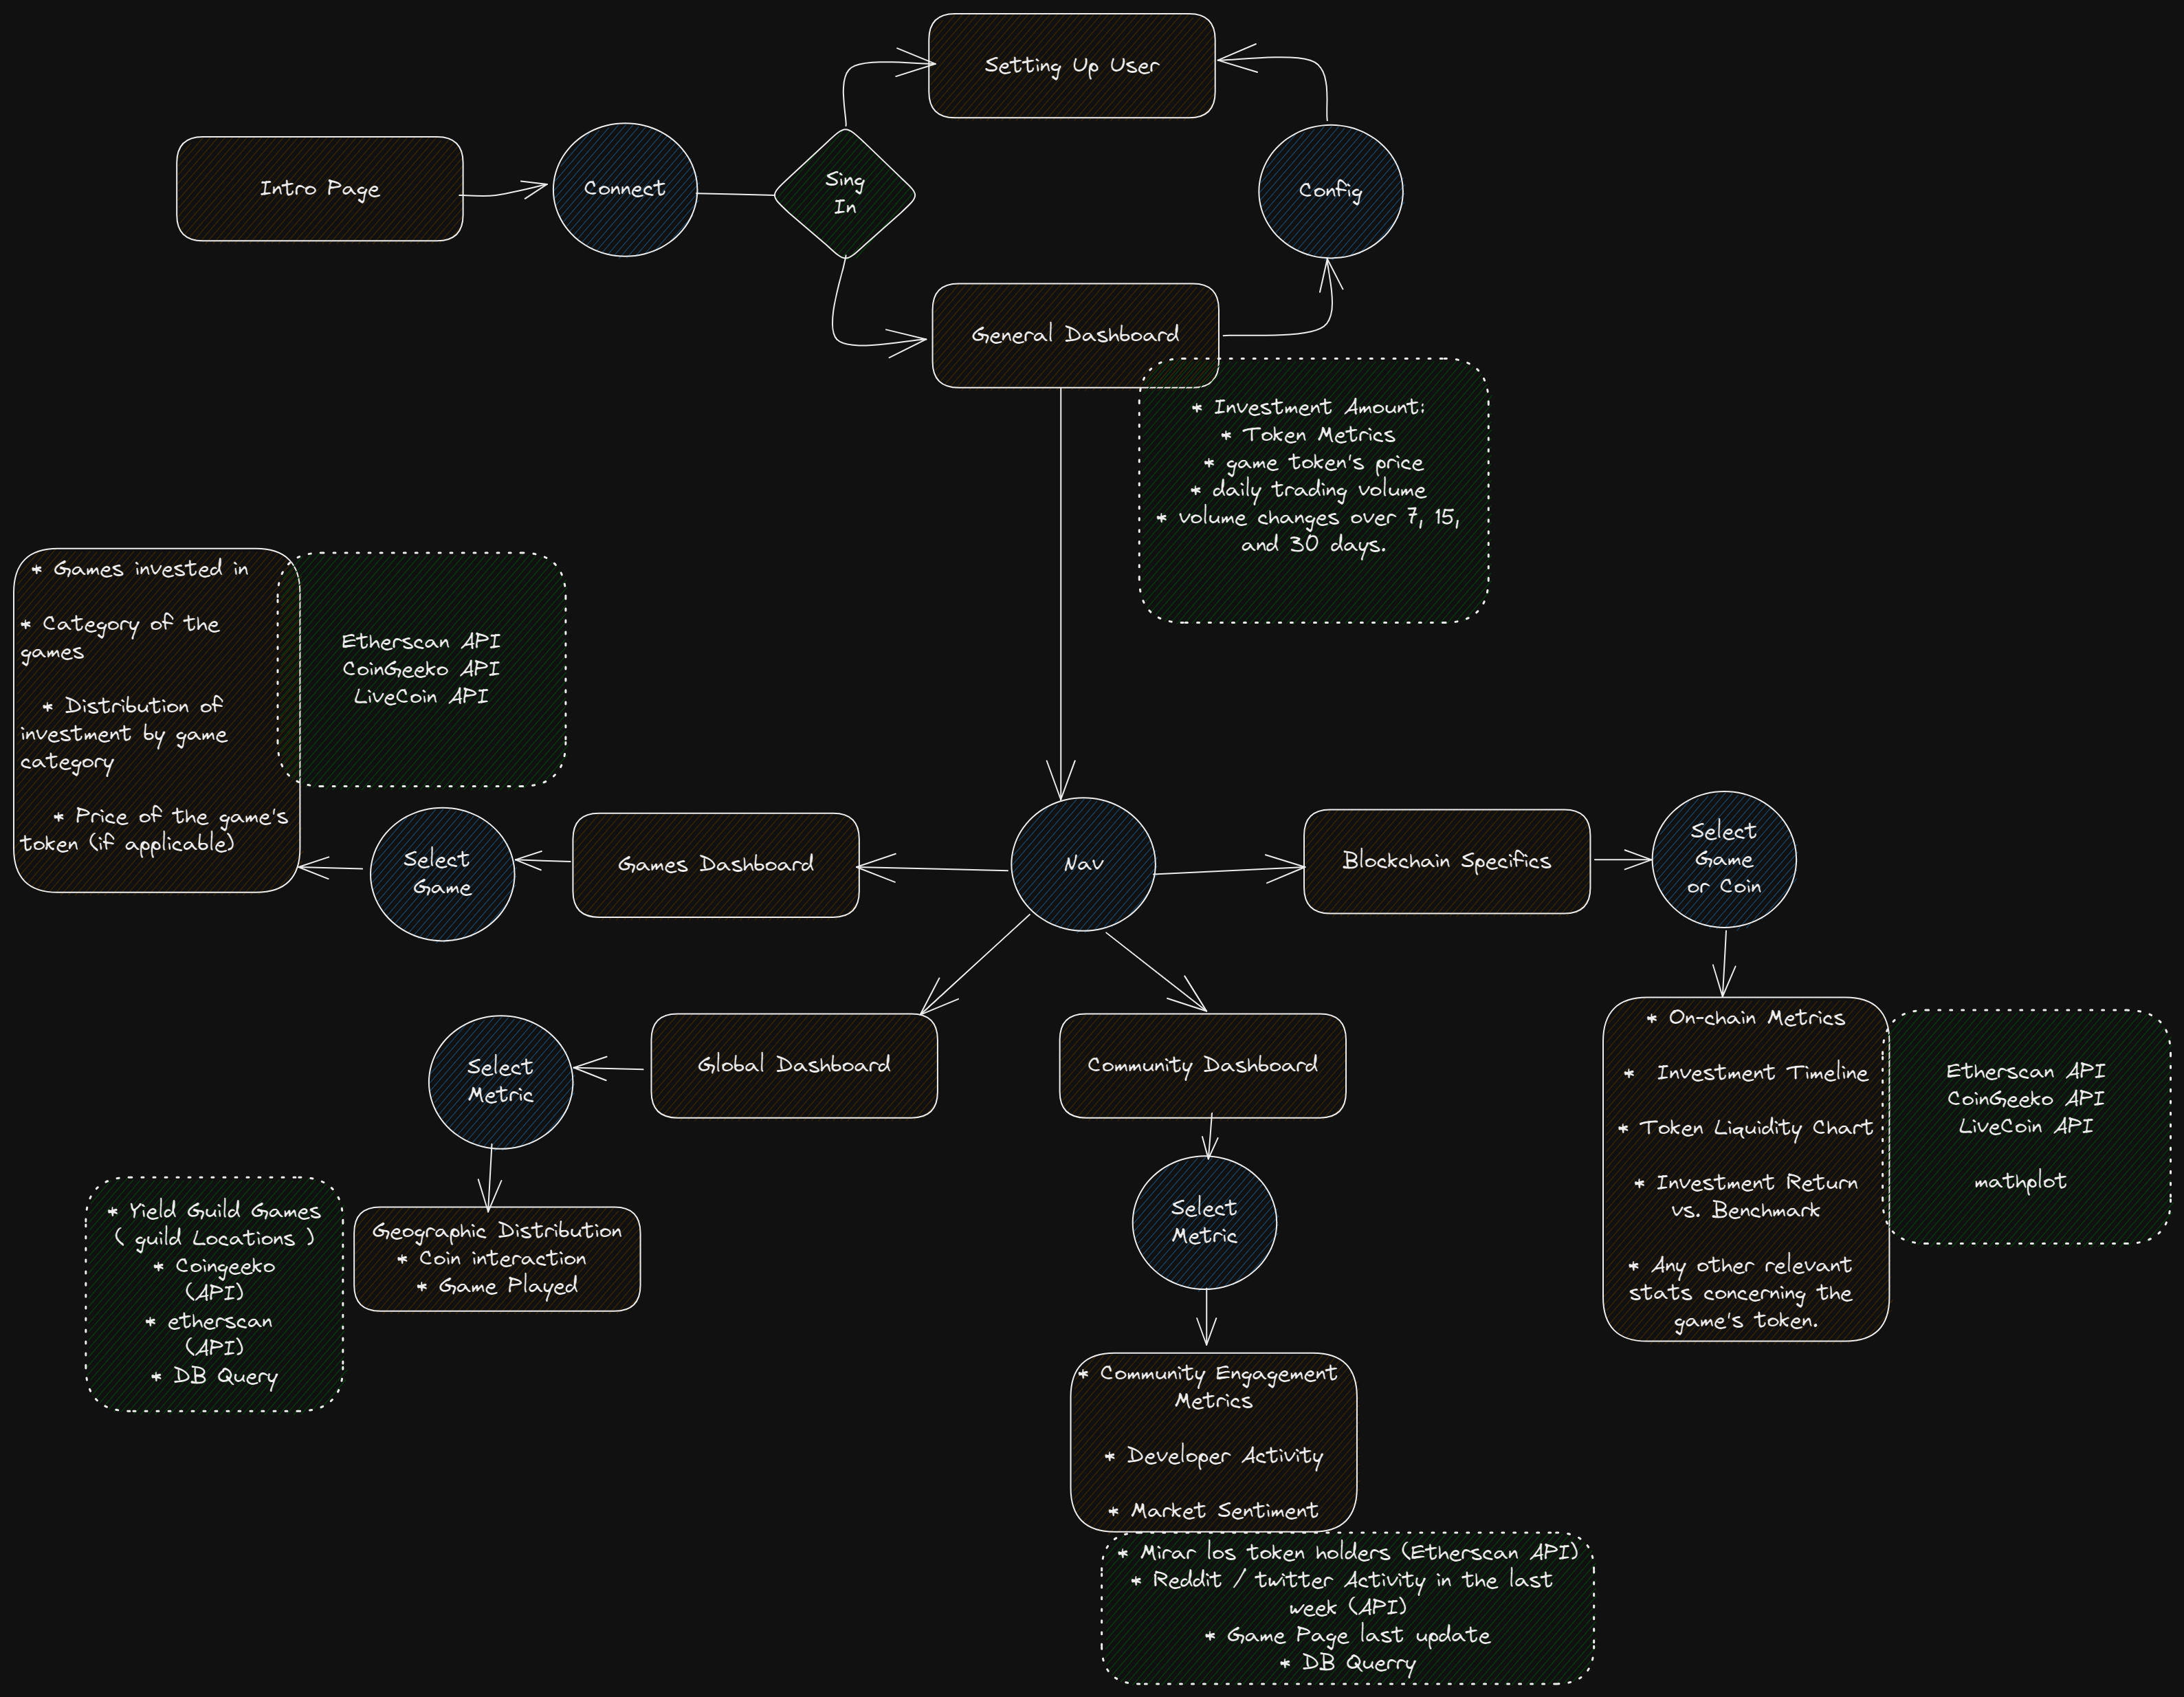 Setting Up User
Intro Page
Connect
Sing
In
Config
General Dashboard
* Investment Amount:
* Token Metrics
* game token's price
* daily trading volume
* volume changes over 7, 15,
and 30 days.
* Games invested in
* Category of the
games
* Distribution of
investment by game
category
* Price of the game's
token (if applicable)
Etherscan API
CoinGeeko API
LiveCoin API
Select
Game
Games Dashboard
Nav
Blockchain Specifics
Select
Game
or Coin
Select
Metric
Global Dashboard
Community Dashboard
* On-chain Metrics
* Investment Timeline
* Token Liquidity Chart
* Investment Return
vs. Benchmark
* Any other relevant
stats concerning the
game's token.
Etherscan API
CoinGeeko API
LiveCoin API
mathplot
* Yield Guild Games
( guild Locations )
* Coingeeko
(API)
* etherscan
(API)
* DB Query
Geographic Distribution
* Coin interaction
* Game Played
Select
Metric
* Community Engagement
Metrics
* Developer Activity
* Market Sentiment
* Mirar los token holders (Etherscan API)
* Reddit / twitter Activity in the last
week (API)
* Game Page last update
* DB Querry